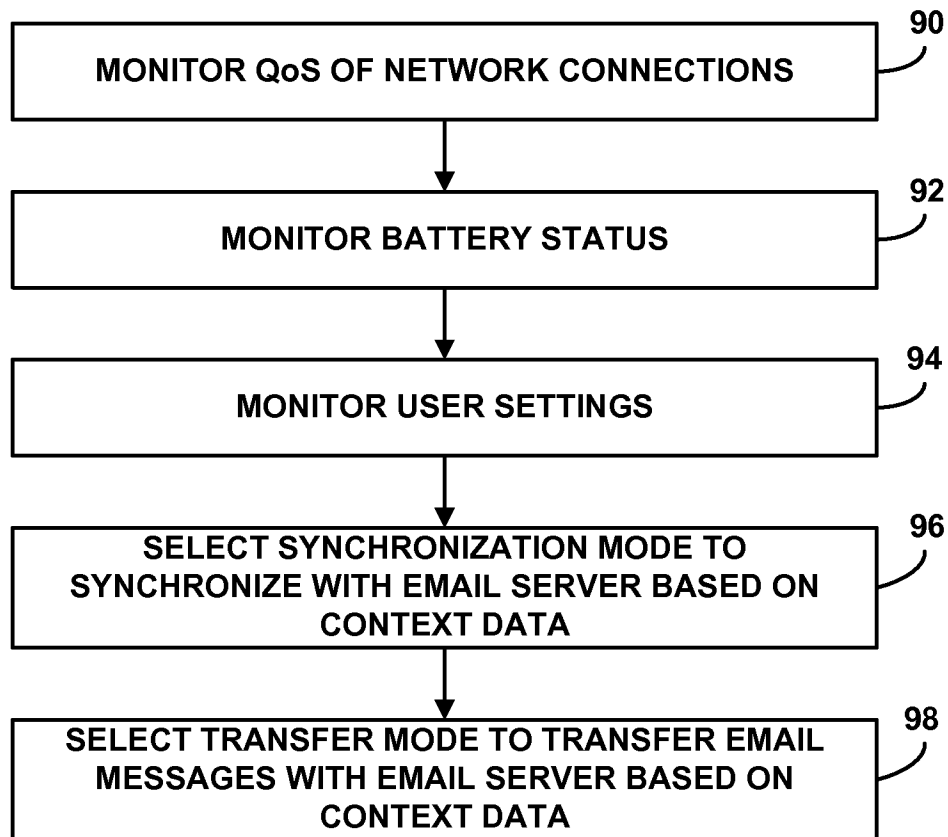 90
MONITOR QoS OF NETWORK CONNECTIONS
92
MONITOR BATTERY STATUS
94
MONITOR USER SETTINGS
96
SELECT SYNCHRONIZATION MODE TO
SYNCHRONIZE WITH EMAIL SERVER BASED ON
CONTEXT DATA
98
SELECT TRANSFER MODE TO TRANSFER EMAIL
MESSAGES WITH EMAIL SERVER BASED ON
CONTEXT DATA